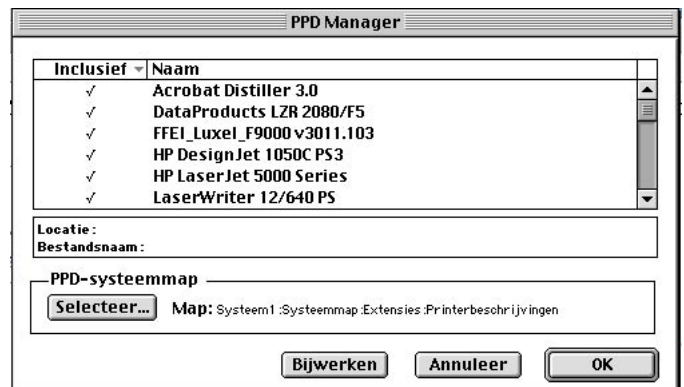 PPD Manager
Inclusief Naam
√ Acrobat Distiller 3.0
√ DataProducts LZR 2080/F5
√ FFEI_Luxel_F9000 v3011.103
√ HP DesignJet 1050C PS3
√ HP LaserJet 5000 Series
√ LaserWriter 12/640 PS
Locatie:
Bestandsnaam:
PPD-systeemmap
Selecteer... Map: Systeem1:Systeemmap:Extensies:Printerbeschrijvingen
Bijwerken Annuleer OK